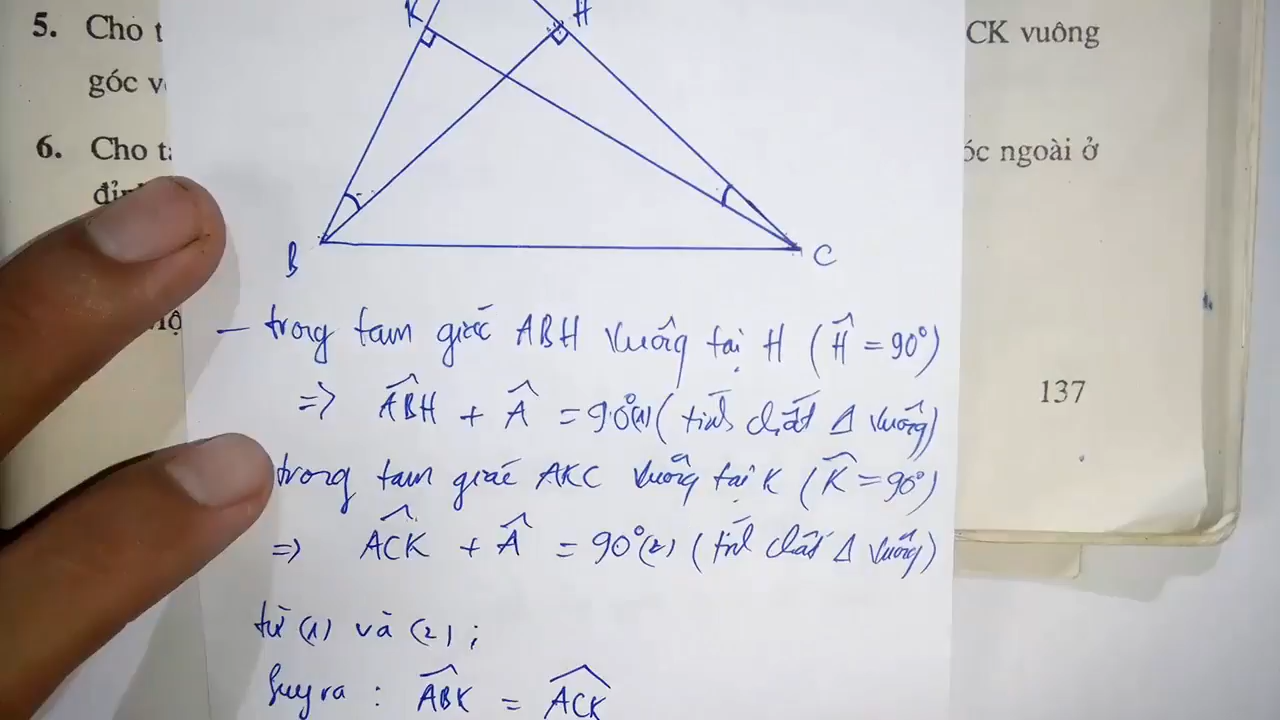 5. Cho t
góc v
6. Cho ta
đỉnh
CK vuông
óc ngoài ở
137
K H
B C
– trong tam giác ABH vuông tại H (Ĥ = 90°)
=> ABH + Â = 90°(1) (tính chất Δ vuông)
trong tam giác AKC vuông tại K (K̂ = 90°)
=> ACK + Â = 90°(2) (tính chất Δ vuông)
từ (1) và (2);
Suy ra : ABK = ACK